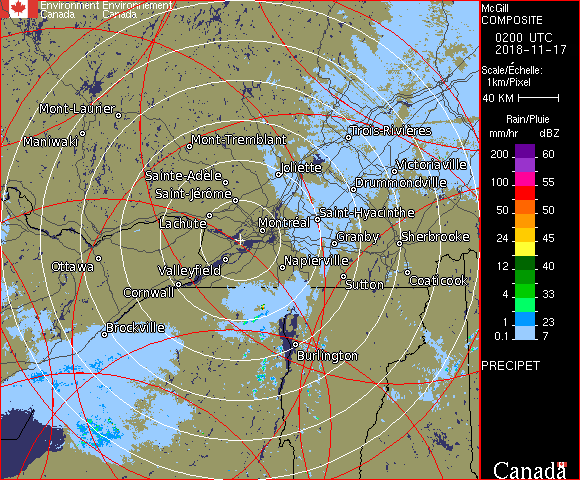 Environment Environnement
Canada Canada
McGill
COMPOSITE
0200 UTC
2018-11-17
Scale/Échelle:
1km/Pixel
40 KM
Rain/Pluie
mm/hr dBZ
200 60
100 55
50 50
24 45
12 40
4 33
1 23
0.1 7
PRECIPET
Canada
Mont-Laurier
Maniwaki
Mont-Tremblant
Trois-Rivières
Joliette
Victoriaville
Sainte-Adèle
Drummondville
Saint-Jérôme
Saint-Hyacinthe
Lachute
Montréal
Granby
Sherbrooke
Ottawa
Valleyfield
Napierville
Cornwall
Sutton
Coaticook
Brockville
Burlington